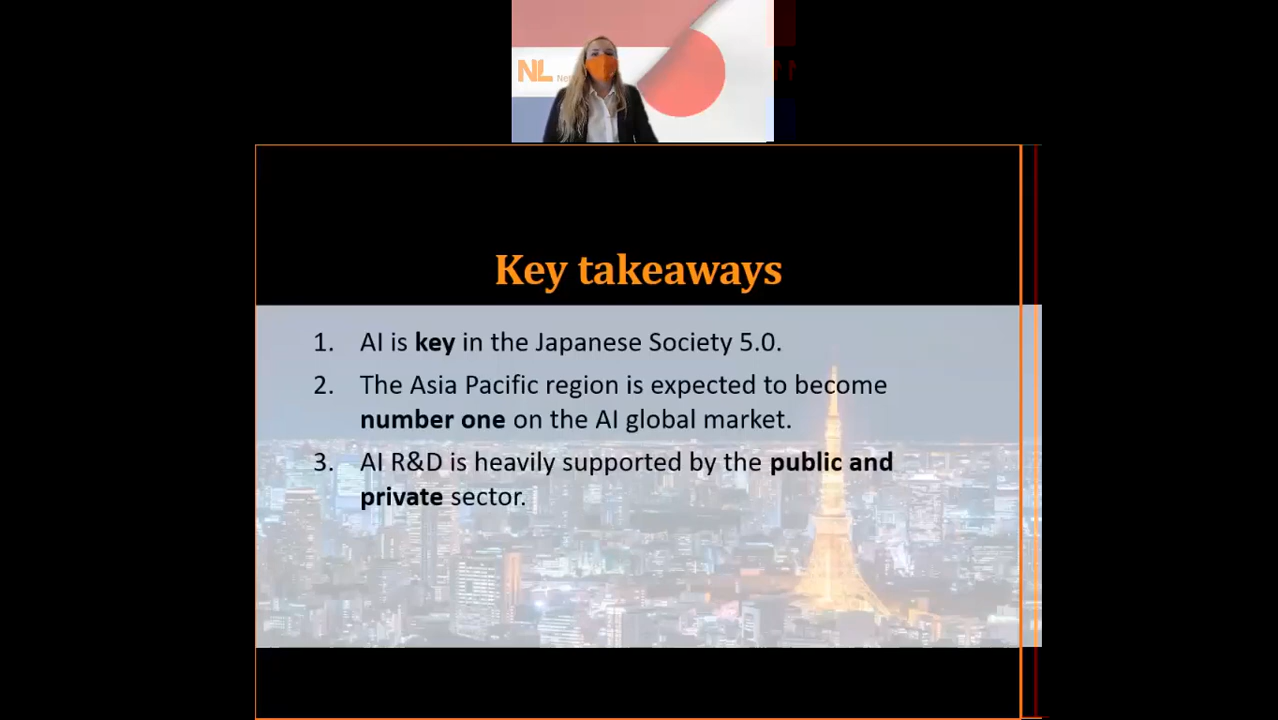 NL
Key takeaways
1. AI is key in the Japanese Society 5.0.
2. The Asia Pacific region is expected to become
number one on the AI global market.
3. AI R&D is heavily supported by the public and
private sector.